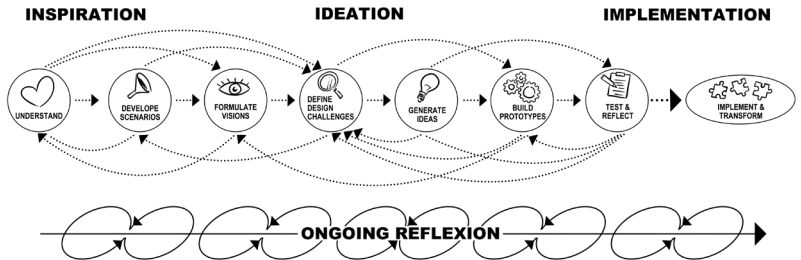 INSPIRATION
IDEATION
IMPLEMENTATION
UNDERSTAND
DEVELOPE
SCENARIOS
FORMULATE
VISIONS
DEFINE
DESIGN
CHALLENGES
GENERATE
IDEAS
BUILD
PROTOTYPES
TEST &
REFLECT
IMPLEMENT &
TRANSFORM
ONGOING REFLEXION